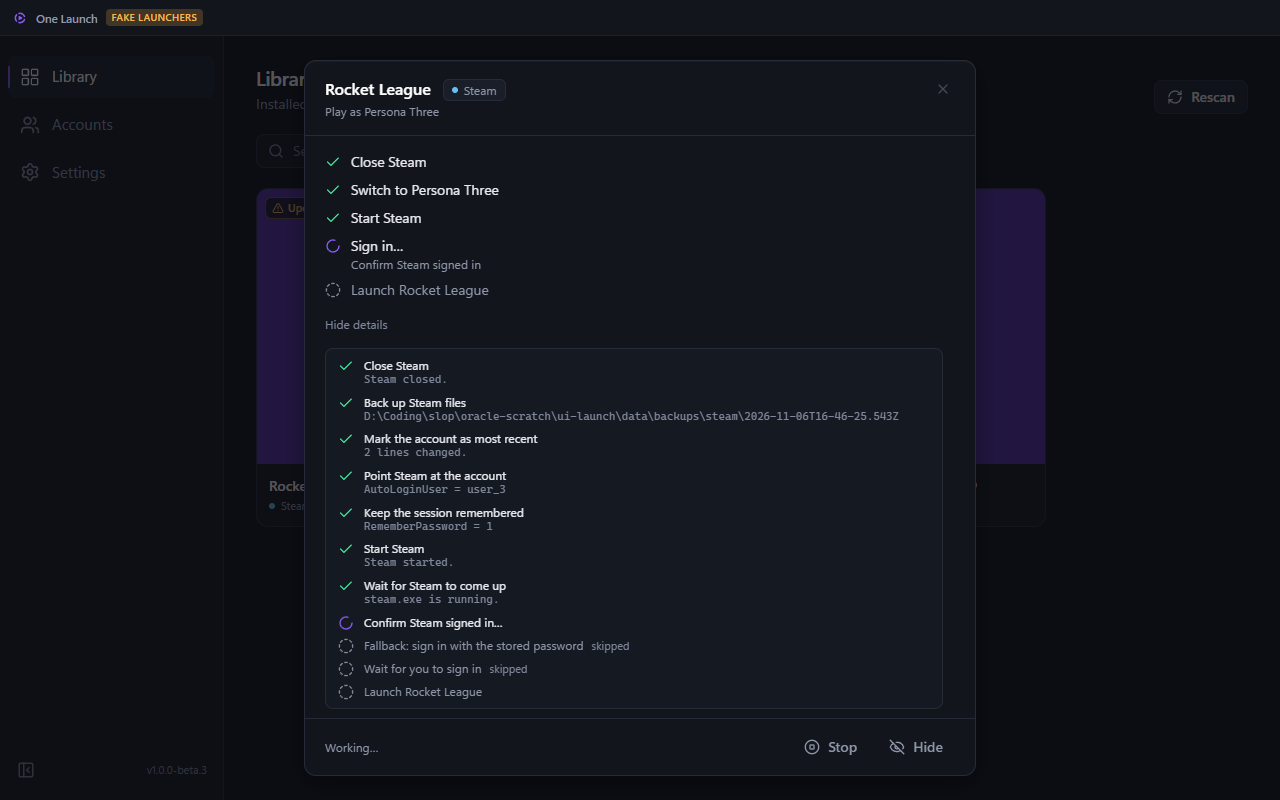 One Launch FAKE LAUNCHERS
Library
Accounts
Settings
v1.0.0-beta.3
Rescan
Rocket League Steam
Play as Persona Three
Close Steam
Switch to Persona Three
Start Steam
Sign in...
Confirm Steam signed in
Launch Rocket League
Hide details
Close Steam
Steam closed.
Back up Steam files
D:\Coding\slop\oracle-scratch\ui-launch\data\backups\steam\2026-11-06T16-46-25.543Z
Mark the account as most recent
2 lines changed.
Point Steam at the account
AutoLoginUser = user_3
Keep the session remembered
RememberPassword = 1
Start Steam
Steam started.
Wait for Steam to come up
steam.exe is running.
Confirm Steam signed in...
Fallback: sign in with the stored password skipped
Wait for you to sign in skipped
Launch Rocket League
Working...
Stop
Hide